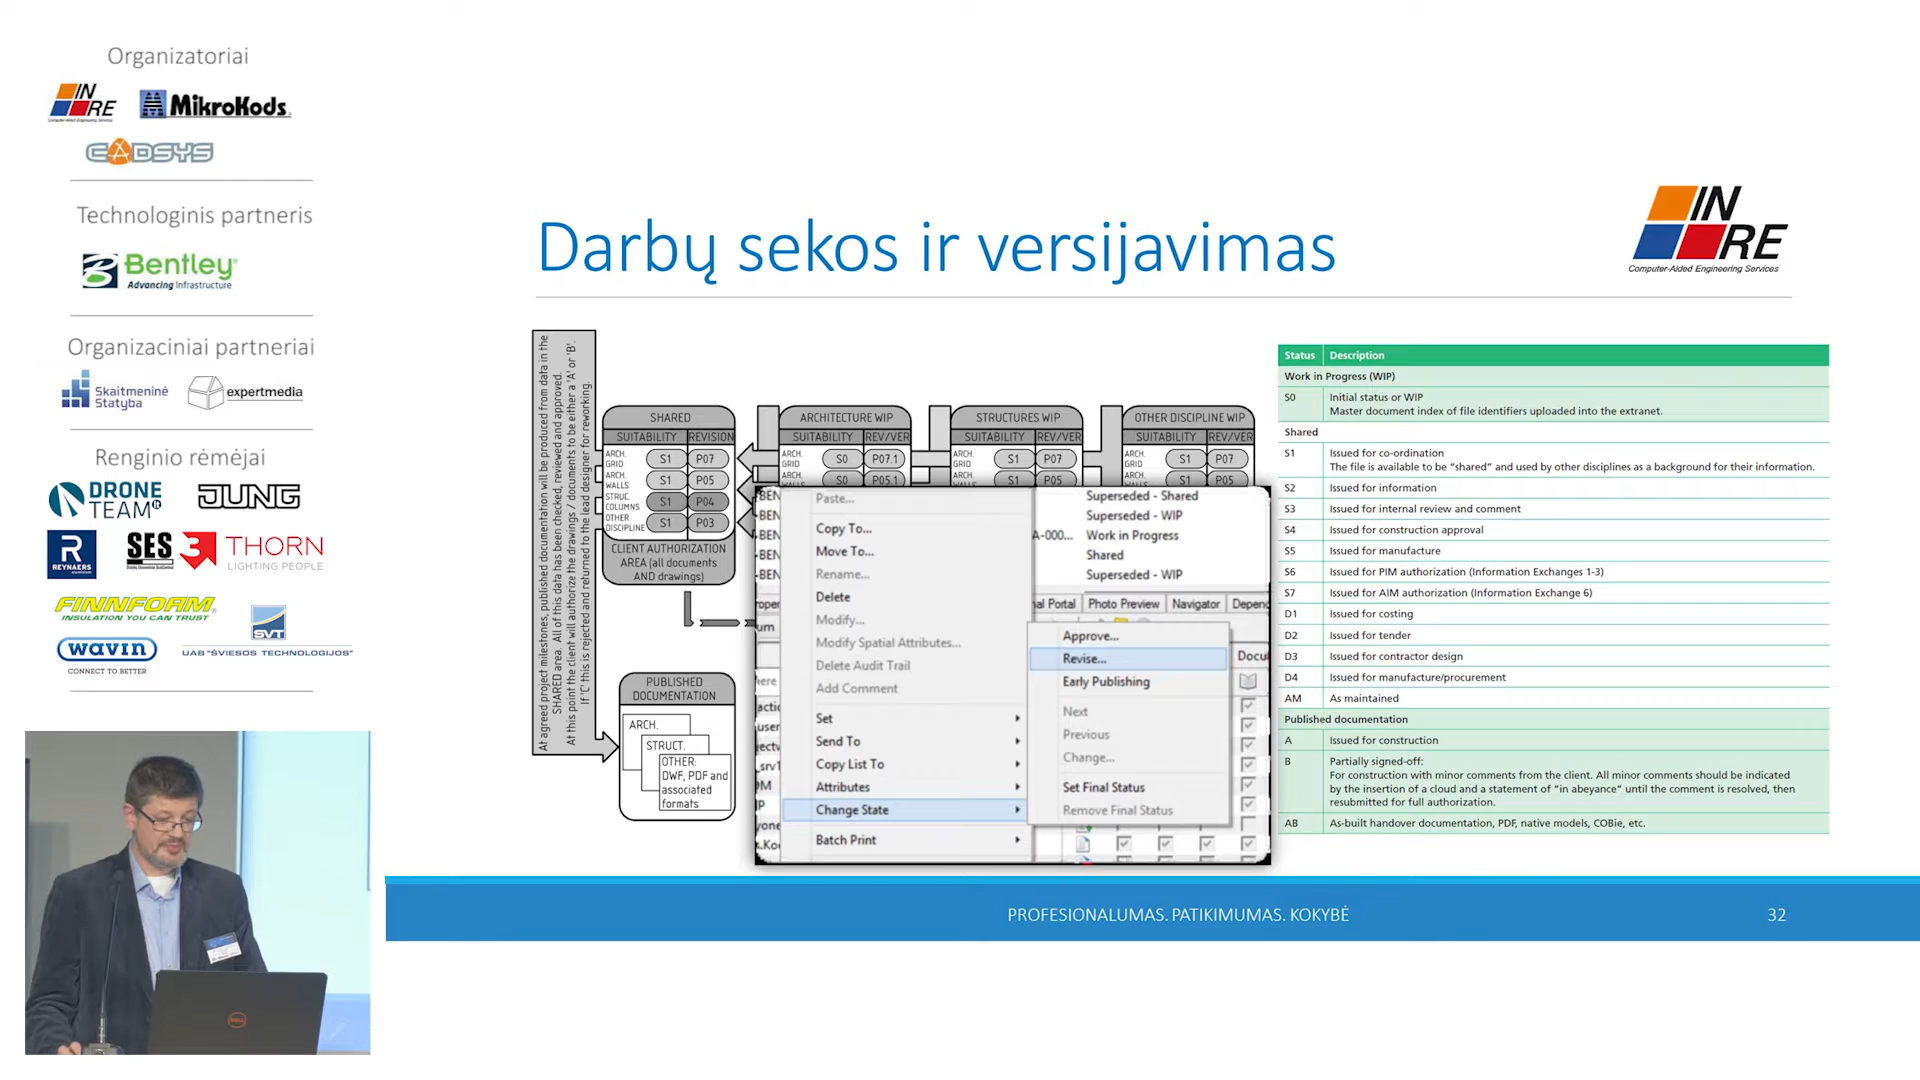 Organizatoriai
IN
RE
Computer-Aided Engineering Services
MikroKods
CADSYS
Technologinis partneris
Bentley
Advancing Infrastructure
Organizaciniai partneriai
Skaitmeninė
Statyba
expertmedia
Renginio rėmėjai
DRONE
TEAM
JUNG
R
REYNAERS
SES
THORN
LIGHTING PEOPLE
FINNFOAM
INSULATION YOU CAN TRUST
SVT
wavin
CONNECT TO BETTER
UAB "ŠVIESOS TECHNOLOGIJOS"
DELL
Darbų sekos ir versijavimas
IN
RE
Computer-Aided Engineering Services
At agreed project milestones, published documentation will be produced from data in the
SHARED area. All of this data has been checked, reviewed and approved.
At this point the client will authorize the drawings / documents to be either a 'A' or 'B'.
If 'C' this is rejected and returned to the lead designer for reworking.
SHARED
SUITABILITY REVISION
ARCH. GRID S1 P07
ARCH. WALLS S1 P05
STRUC. COLUMNS S1 P04
OTHER DISCIPLINE S1 P03
CLIENT AUTHORIZATION
AREA (all documents
AND drawings)
ARCHITECTURE WIP
SUITABILITY REV/VER
ARCH. GRID S0 P07.1
ARCH. S0 P05.1
STRUCTURES WIP
SUITABILITY REV/VER
ARCH. GRID S1 P07
ARCH. S1 P05
OTHER DISCIPLINE WIP
SUITABILITY REV/VER
ARCH. GRID S1 P07
ARCH. S1 P05
PUBLISHED
DOCUMENTATION
ARCH.
STRUCT.
OTHER:
DWF, PDF and
associated
formats
Paste...
Copy To...
Move To...
Rename...
Delete
Modify...
Modify Spatial Attributes...
Delete Audit Trail
Add Comment
Set
Send To
Copy List To
Attributes
Change State
Batch Print
Superseded - Shared
Superseded - WIP
A-000... Work in Progress
Shared
Superseded - WIP
al Portal Photo Preview Navigator Depend
Approve...
Revise...
Early Publishing
Next
Previous
Change...
Set Final Status
Remove Final Status
Docu
Status Description
Work in Progress (WIP)
S0 Initial status or WIP
Master document index of file identifiers uploaded into the extranet.
Shared
S1 Issued for co-ordination
The file is available to be "shared" and used by other disciplines as a background for their information.
S2 Issued for information
S3 Issued for internal review and comment
S4 Issued for construction approval
S5 Issued for manufacture
S6 Issued for PIM authorization (Information Exchanges 1-3)
S7 Issued for AIM authorization (Information Exchange 6)
D1 Issued for costing
D2 Issued for tender
D3 Issued for contractor design
D4 Issued for manufacture/procurement
AM As maintained
Published documentation
A Issued for construction
B Partially signed-off:
For construction with minor comments from the client. All minor comments should be indicated
by the insertion of a cloud and a statement of "in abeyance" until the comment is resolved, then
resubmitted for full authorization.
AB As-built handover documentation, PDF, native models, COBie, etc.
PROFESIONALUMAS. PATIKIMUMAS. KOKYBĖ
32